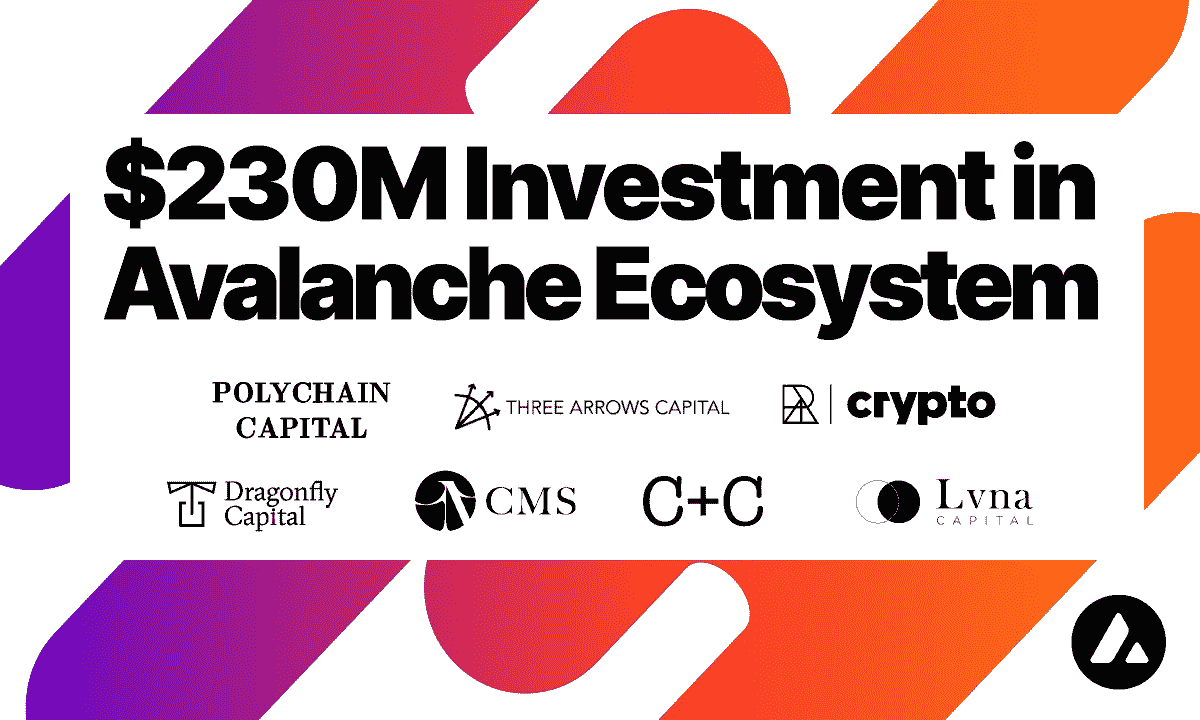 $230M Investment in
Avalanche Ecosystem
POLYCHAIN
CAPITAL
THREE ARROWS CAPITAL
R | crypto
Dragonfly
Capital
CMS
C+C
Lvna
CAPITAL